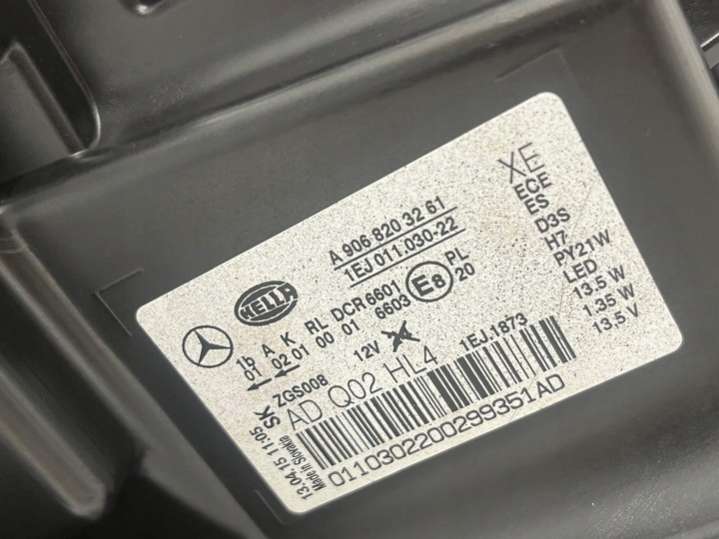 XE
A 906 820 32 61
1EJ 011.030-22
ECE
ES
D3S
H7
PY21W
LED
13.5 W
1.35 W
13.5 V
HELLA
1b A K RL DCR 6601 E8 PL
01 02 01 00 01 6603 20
12V
1EJ.1873
SK ZGS008
AD Q02 HL4
13.04.15 11:05
Made in Slovakia
01103022002993​51AD